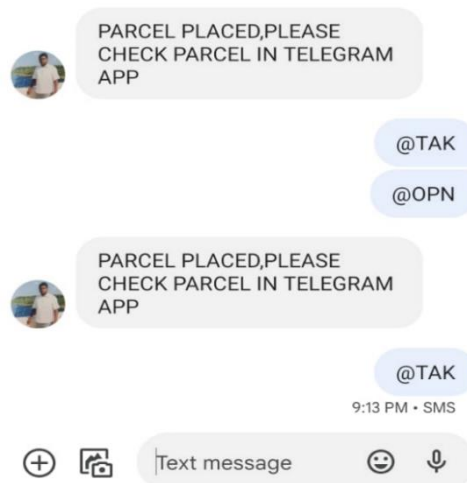 PARCEL PLACED,PLEASE
CHECK PARCEL IN TELEGRAM
APP
@TAK
@OPN
PARCEL PLACED,PLEASE
CHECK PARCEL IN TELEGRAM
APP
@TAK
9:13 PM • SMS
Text message